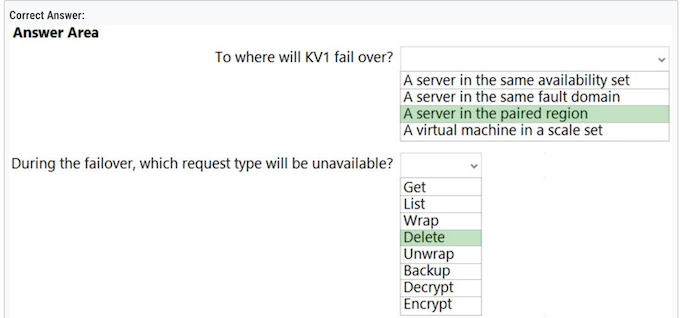 Correct Answer:
Answer Area
To where will KV1 fail over?
A server in the same availability set
A server in the same fault domain
A server in the paired region
A virtual machine in a scale set
During the failover, which request type will be unavailable?
Get
List
Wrap
Delete
Unwrap
Backup
Decrypt
Encrypt